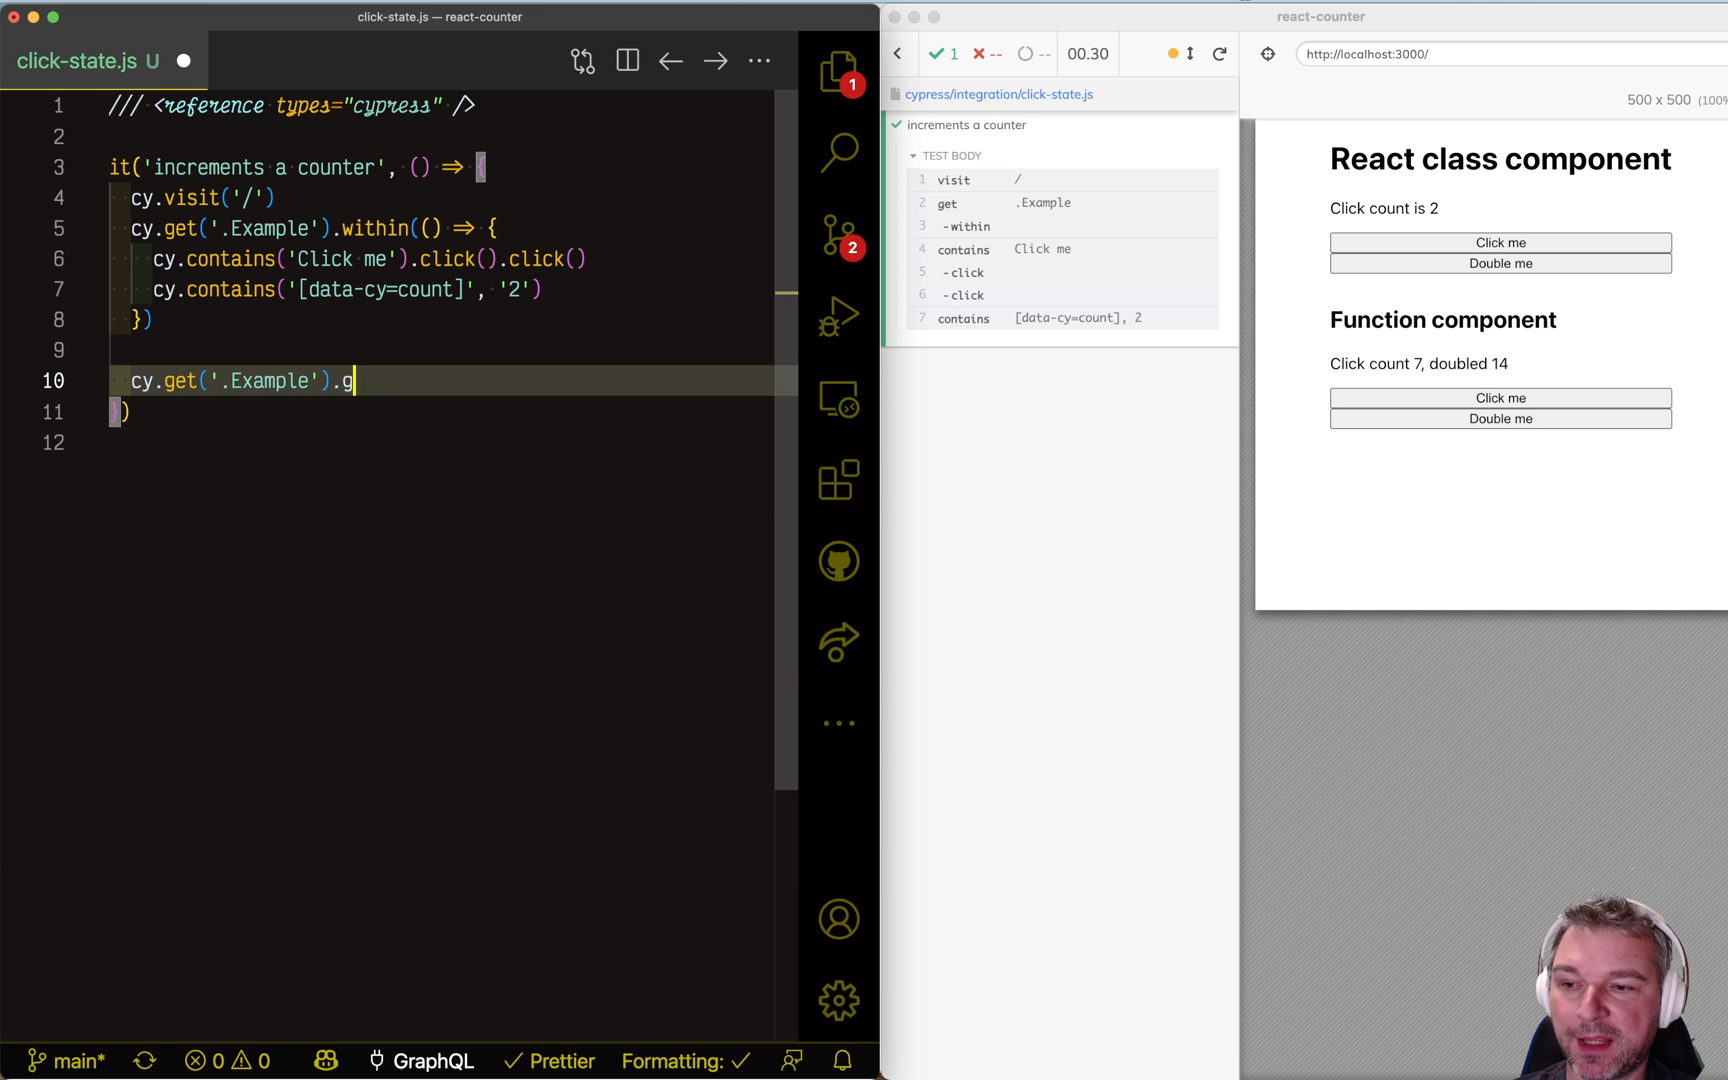 click-state.js — react-counter
click-state.js U
1 /// <reference types="cypress" />
2
3 it('increments a counter', () => {
4 cy.visit('/')
5 cy.get('.Example').within(() => {
6 cy.contains('Click me').click().click()
7 cy.contains('[data-cy=count]', '2')
8 })
9
10 cy.get('.Example').g
11 })
12
1
2
main* 0 0 GraphQL Prettier Formatting:
react-counter
1 -- -- 00.30
http://localhost:3000/
cypress/integration/click-state.js
500 x 500 (100%
increments a counter
TEST BODY
1 visit /
2 get .Example
3 -within
4 contains Click me
5 -click
6 -click
7 contains [data-cy=count], 2
React class component
Click count is 2
Click me
Double me
Function component
Click count 7, doubled 14
Click me
Double me